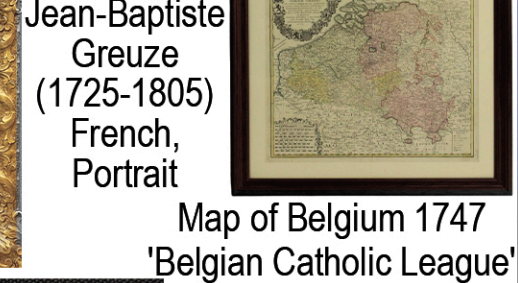 Jean-Baptiste
Greuze
(1725-1805)
French,
Portrait
Map of Belgium 1747
'Belgian Catholic League'